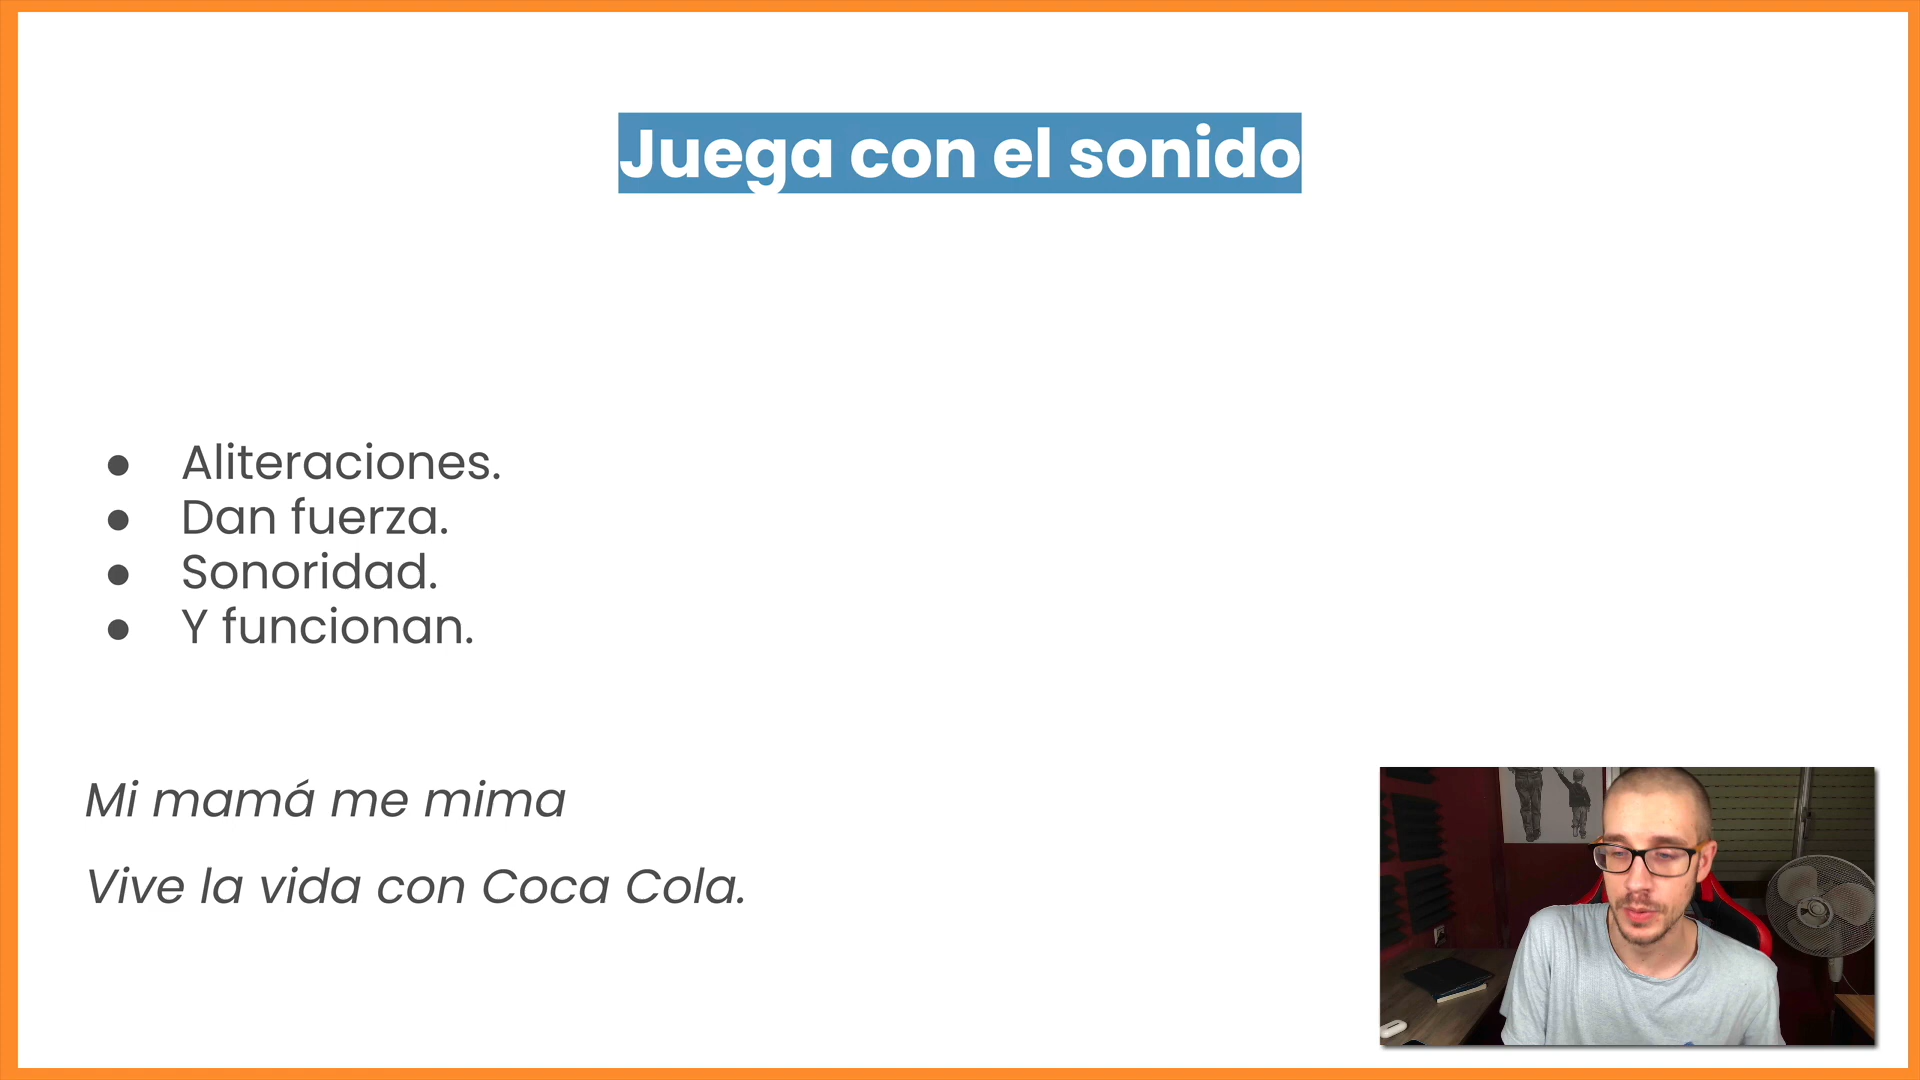 Juega con el sonido
● Aliteraciones.
● Dan fuerza.
● Sonoridad.
● Y funcionan.
Mi mamá me mima
Vive la vida con Coca Cola.